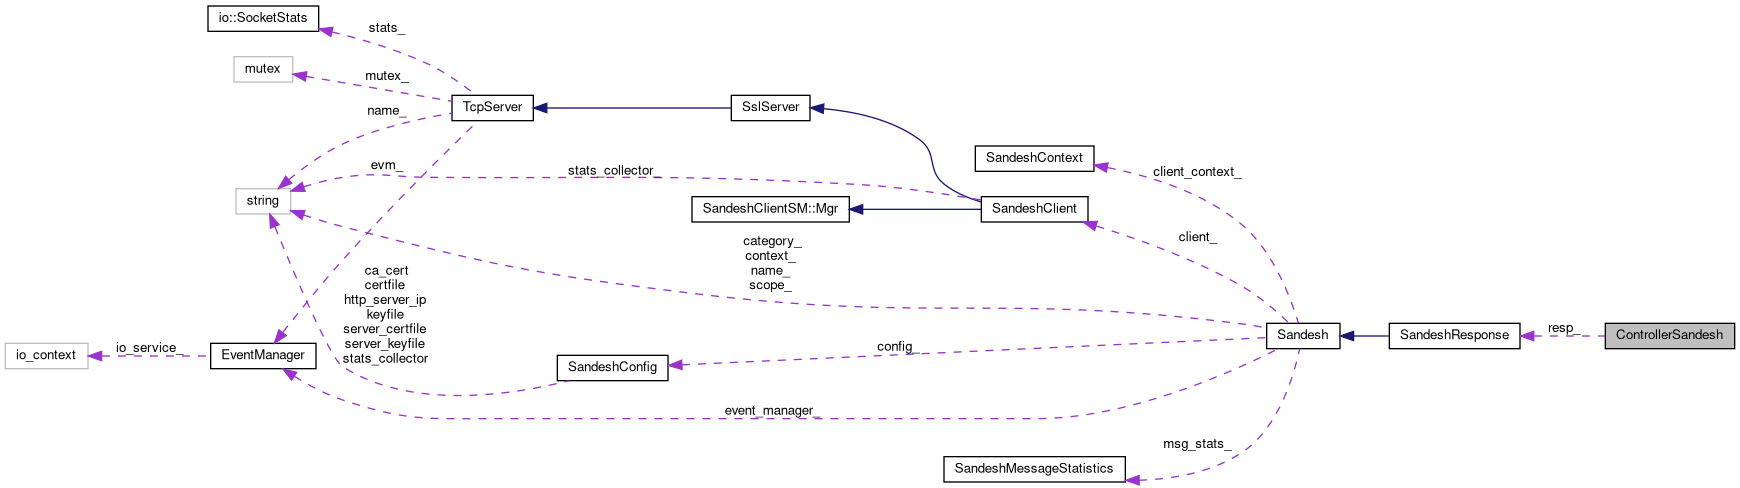 io::SocketStats
stats_
mutex
mutex_
TcpServer
SslServer
name_
SandeshContext
evm_
stats_collector_
client_context_
string
SandeshClientSM::Mgr
SandeshClient
client_
category_
context_
name_
scope_
ca_cert
certfile
http_server_ip
keyfile
server_certfile
server_keyfile
stats_collector
io_context
io_service_
EventManager
SandeshConfig
config_
Sandesh
SandeshResponse
resp_
ControllerSandesh
event_manager_
msg_stats_
SandeshMessageStatistics